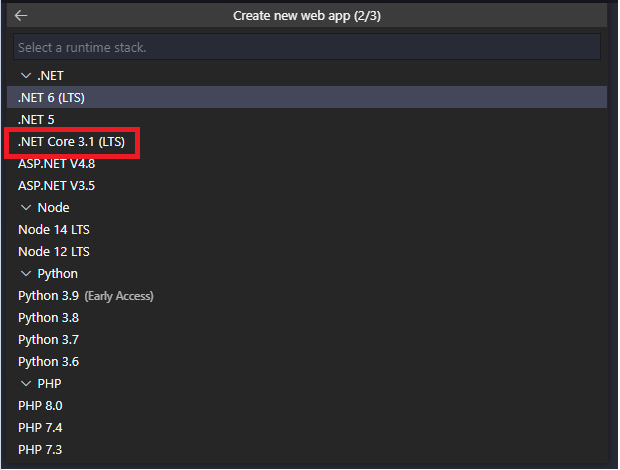 Create new web app (2/3)
Select a runtime stack.
.NET
.NET 6 (LTS)
.NET 5
.NET Core 3.1 (LTS)
ASP.NET V4.8
ASP.NET V3.5
Node
Node 14 LTS
Node 12 LTS
Python
Python 3.9 (Early Access)
Python 3.8
Python 3.7
Python 3.6
PHP
PHP 8.0
PHP 7.4
PHP 7.3